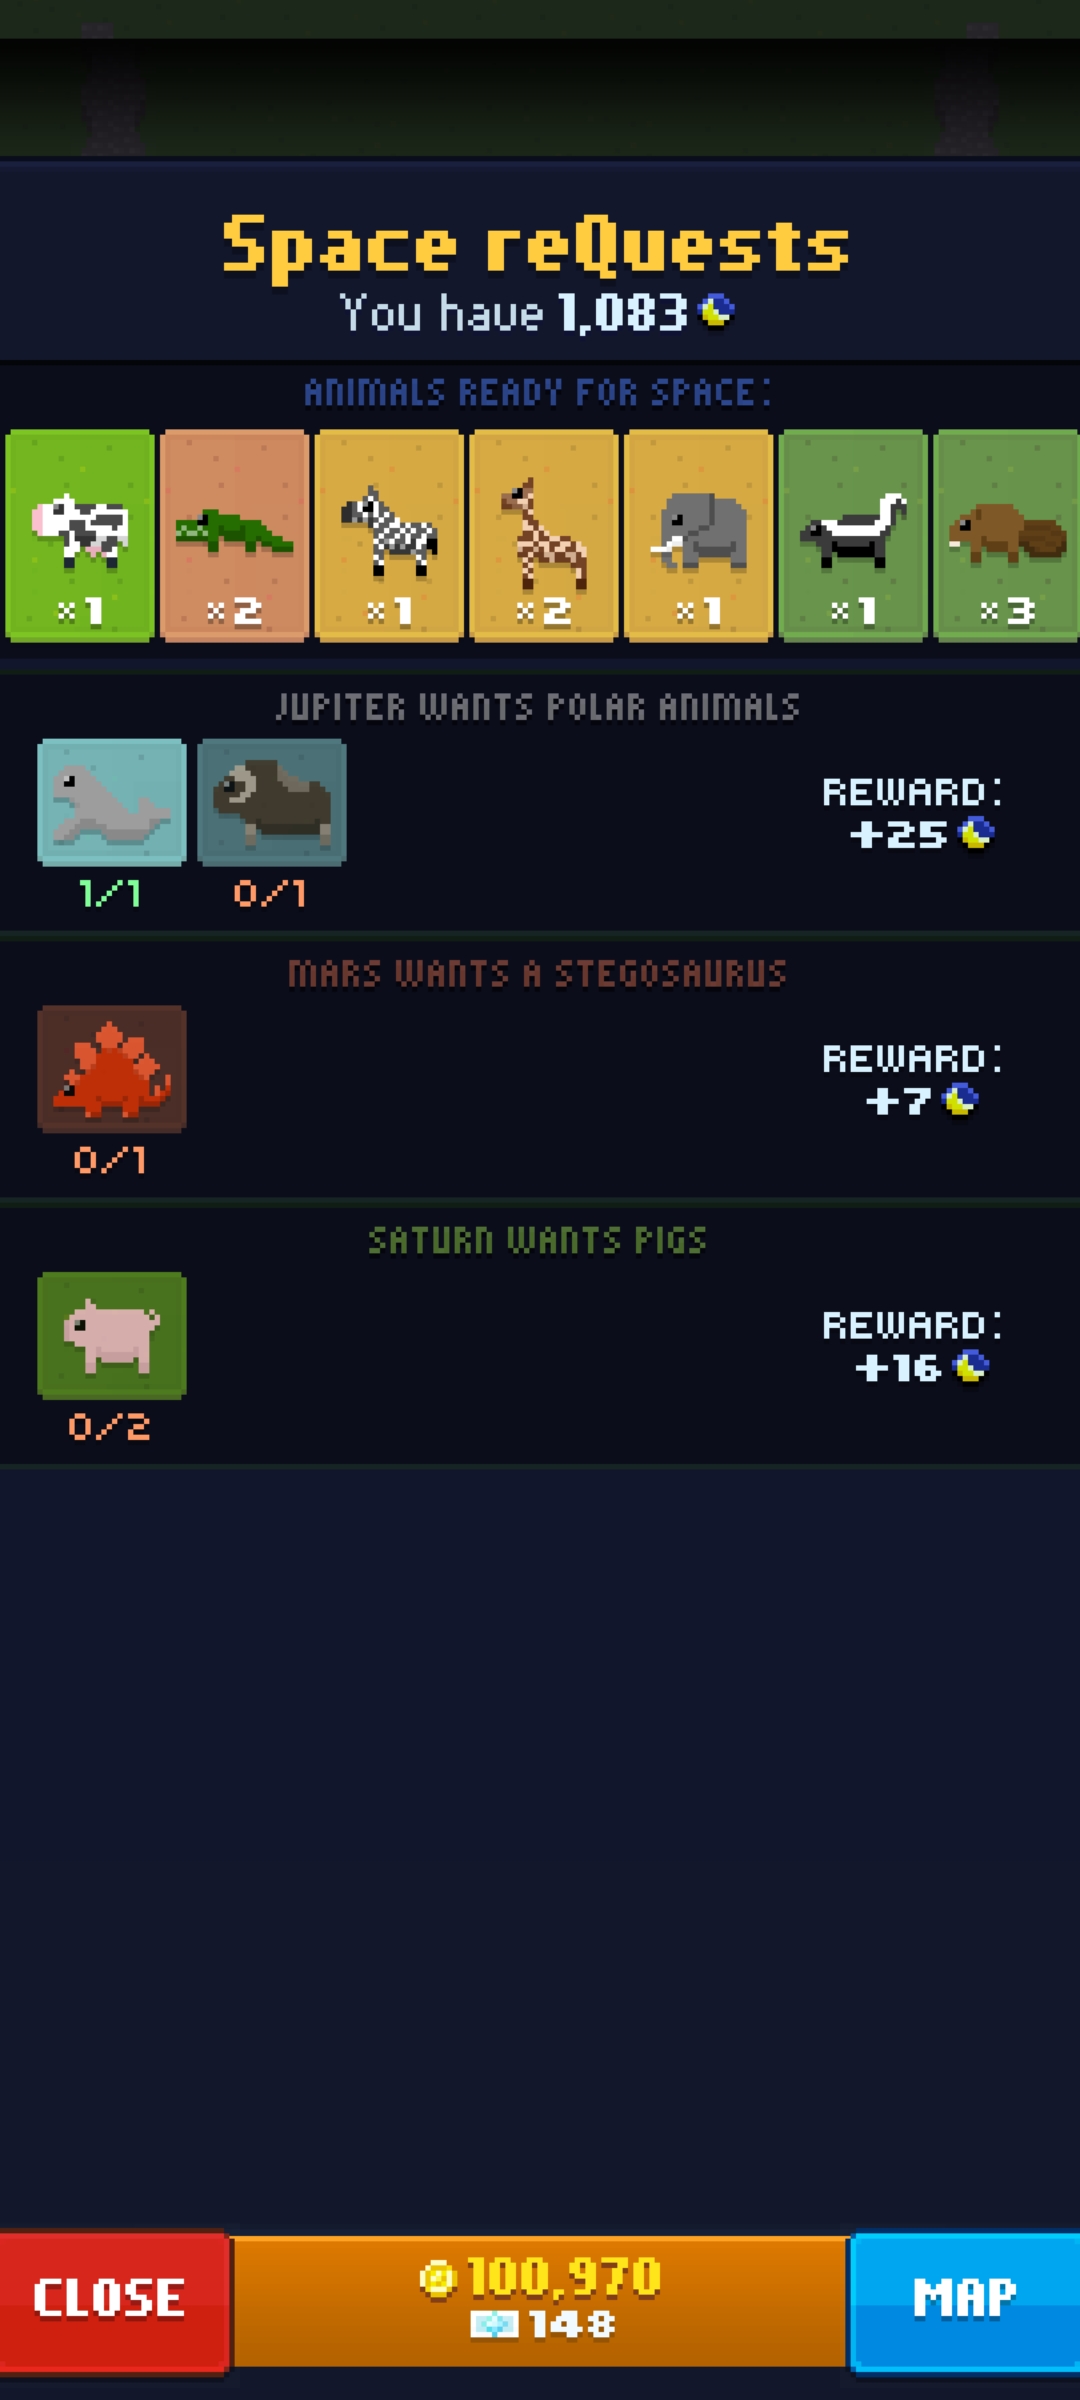 Space reQuests
You have 1,083
ANIMALS READY FOR SPACE:
×1 ×2 ×1 ×2 ×1 ×1 ×3
JUPITER WANTS POLAR ANIMALS
REWARD:
+25
1/1 0/1
MARS WANTS A STEGOSAURUS
REWARD:
+7
0/1
SATURN WANTS PIGS
REWARD:
+16
0/2
CLOSE
100,970
148
MAP